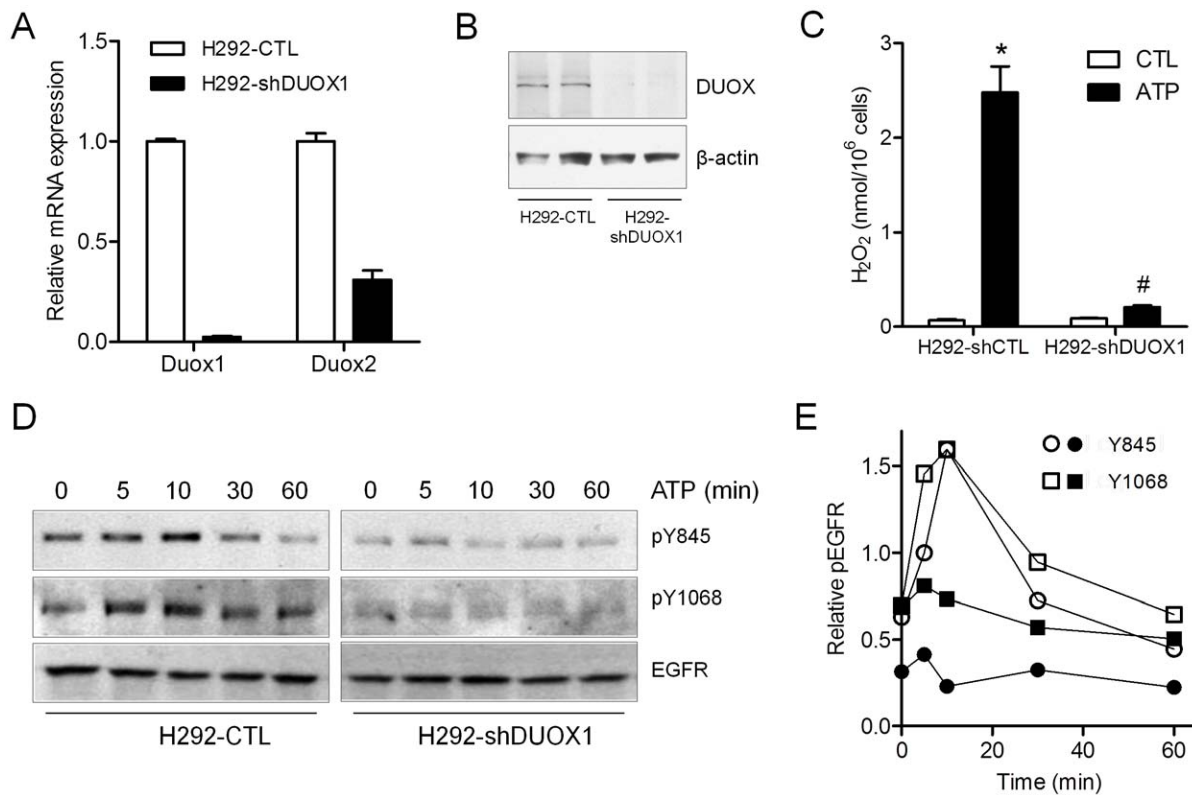 A
Relative mRNA expression
1.5
1.0
0.5
0.0
H292-CTL
H292-shDUOX1
Duox1
Duox2
B
DUOX
β-actin
H292-CTL
H292-
shDUOX1
C
H₂O₂ (nmol/10⁶ cells)
3
2
1
0
*
#
CTL
ATP
H292-shCTL
H292-shDUOX1
D
0 5 10 30 60 0 5 10 30 60 ATP (min)
pY845
pY1068
EGFR
H292-CTL
H292-shDUOX1
E
Relative pEGFR
1.5
1.0
0.5
0.0
Y845
Y1068
0 20 40 60
Time (min)